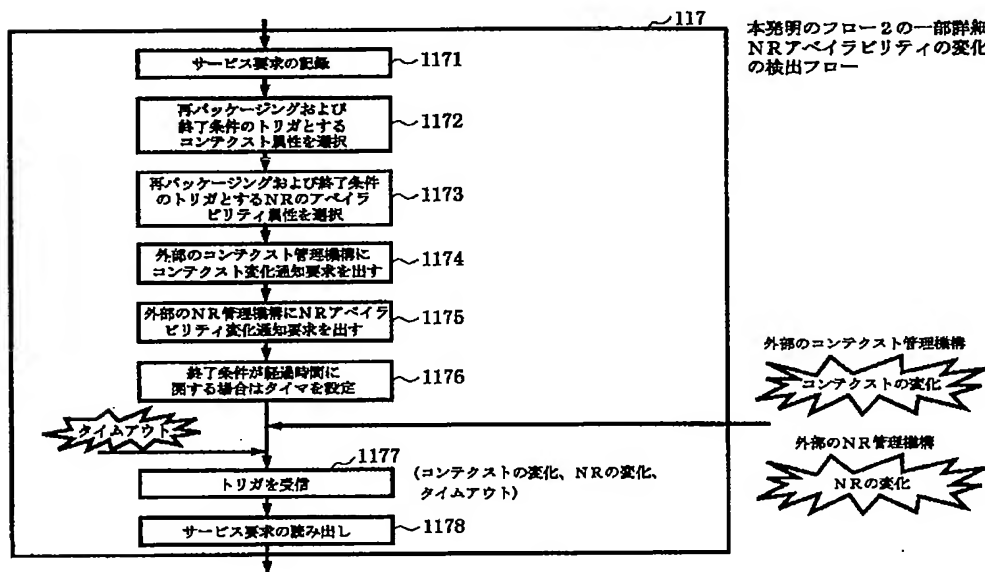 117
本発明のフロー2の一部詳細
NRアベイラビリティの変化
の検出フロー
サービス要求の記録
1171
再パッケージングおよび
終了条件のトリガとする
コンテクスト属性を選択
1172
再パッケージングおよび終了条件
のトリガとするNRのアベイラ
ビリティ属性を選択
1173
外部のコンテクスト管理機構に
コンテクスト変化通知要求を出す
1174
外部のNR管理機構にNRアベイラ
ビリティ変化通知要求を出す
1175
終了条件が経過時間に
関する場合はタイマを設定
1176
外部のコンテクスト管理機構
コンテクストの変化
タイムアウト
外部のNR管理機構
NRの変化
1177
トリガを受信
(コンテクストの変化、NRの変化、
タイムアウト)
サービス要求の読み出し
1178